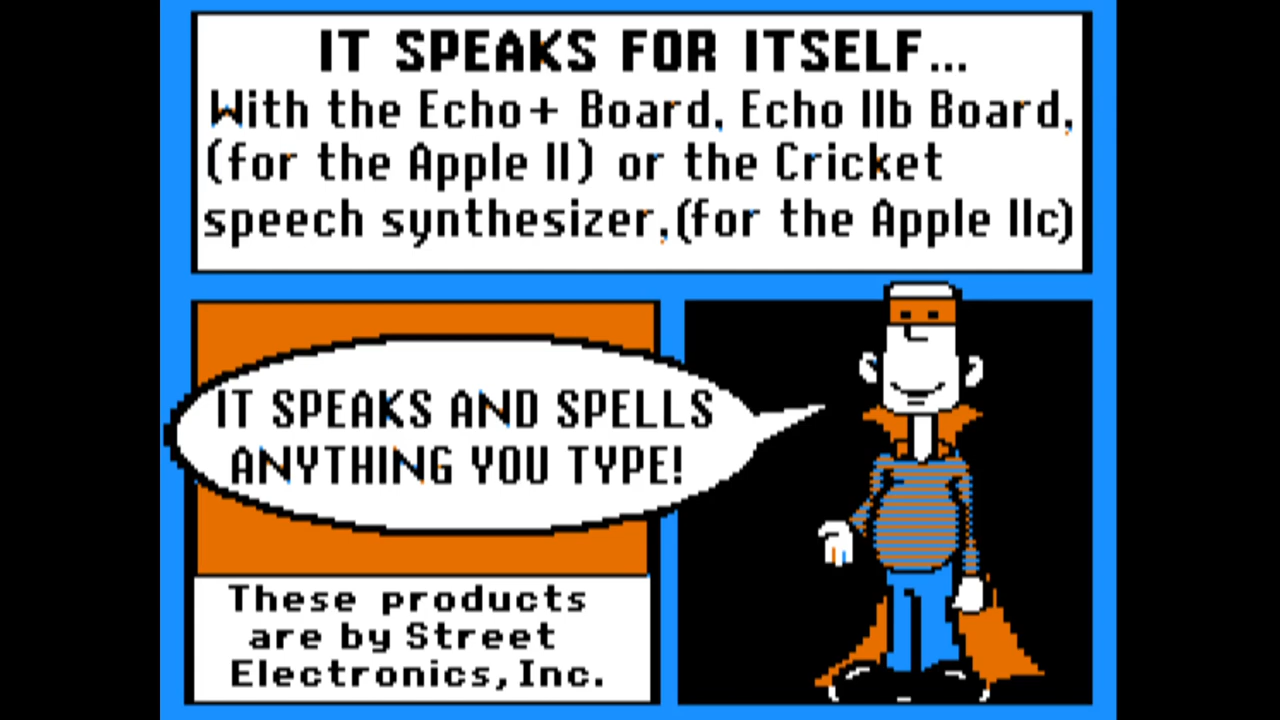 IT SPEAKS FOR ITSELF...
With the Echo+ Board, Echo IIb Board,
(for the Apple II) or the Cricket
speech synthesizer,(for the Apple IIc)
IT SPEAKS AND SPELLS
ANYTHING YOU TYPE!
These products
are by Street
Electronics,Inc.